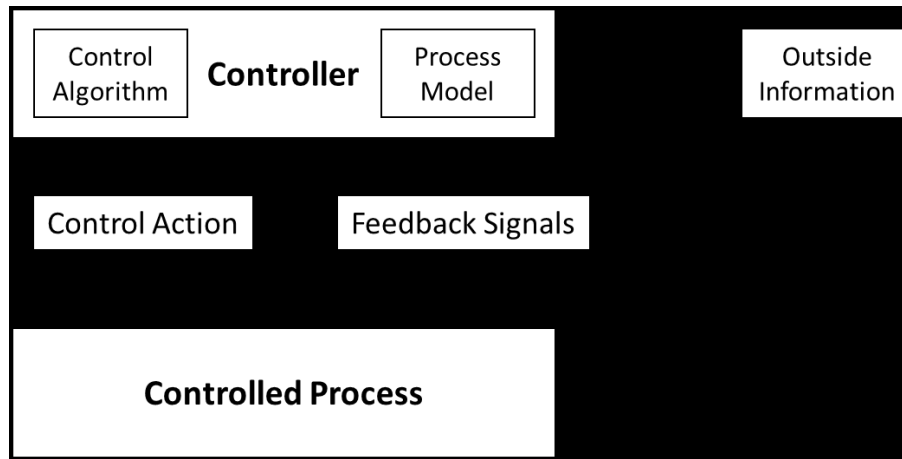 Control
Algorithm
Controller
Process
Model
Outside
Information
Control Action
Feedback Signals
Controlled Process